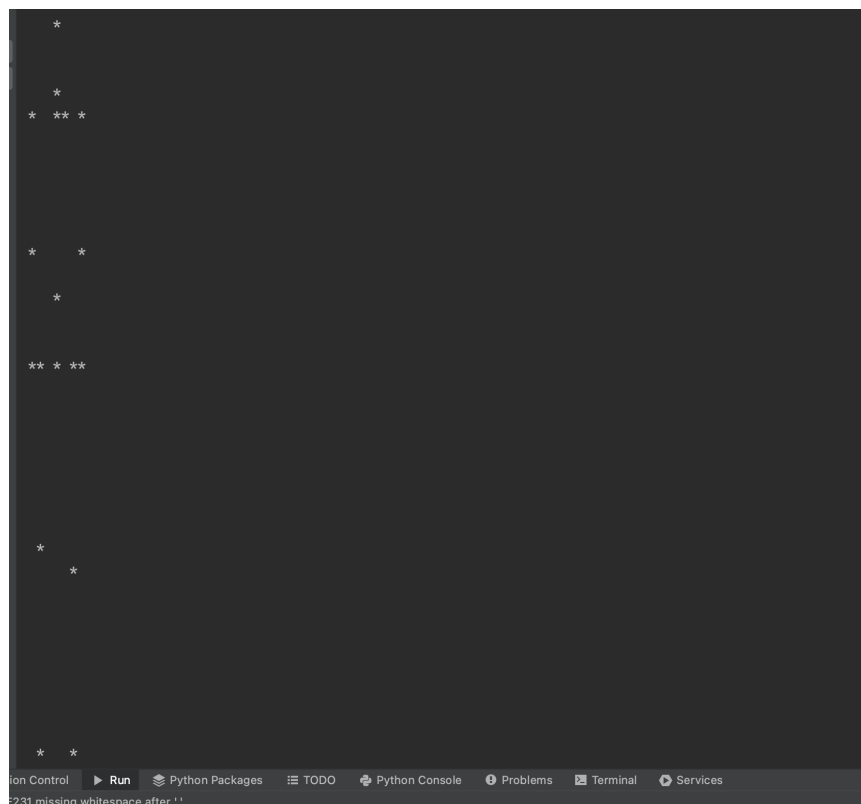 *
*
* ** *
* *
*
** * **
*
*
* *
ion Control Run Python Packages TODO Python Console Problems Terminal Services
E231 missing whitespace after ','